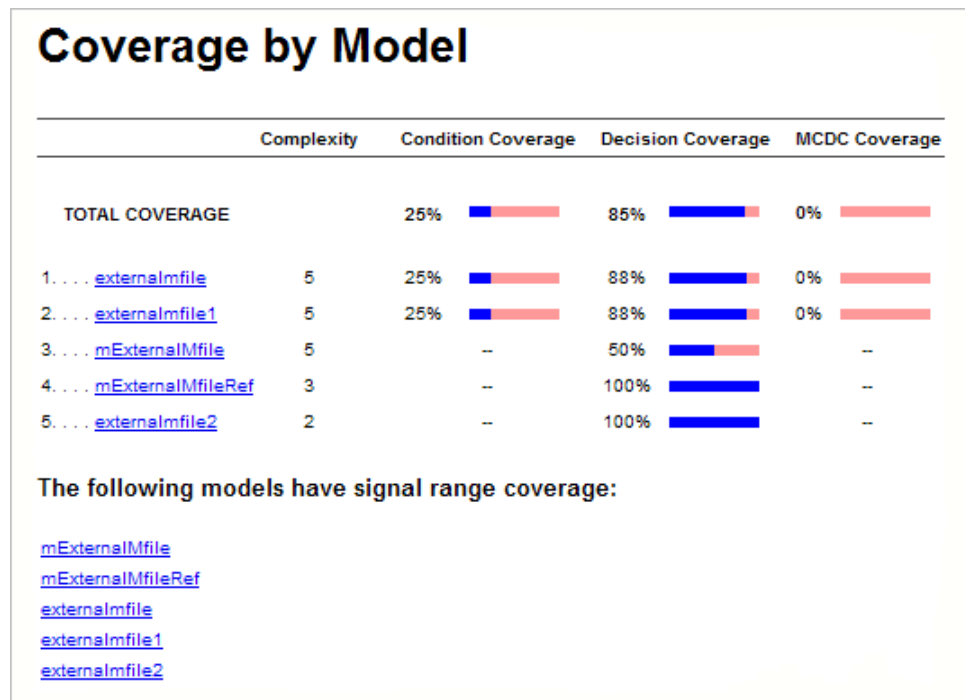 Coverage by Model
Complexity Condition Coverage Decision Coverage MCDC Coverage
TOTAL COVERAGE 25% 85% 0%
1. . . . externalmfile 5 25% 88% 0%
2. . . . externalmfile1 5 25% 88% 0%
3. . . . mExternalMfile 5 -- 50% --
4. . . . mExternalMfileRef 3 -- 100% --
5. . . . externalmfile2 2 -- 100% --
The following models have signal range coverage:
mExternalMfile
mExternalMfileRef
externalmfile
externalmfile1
externalmfile2